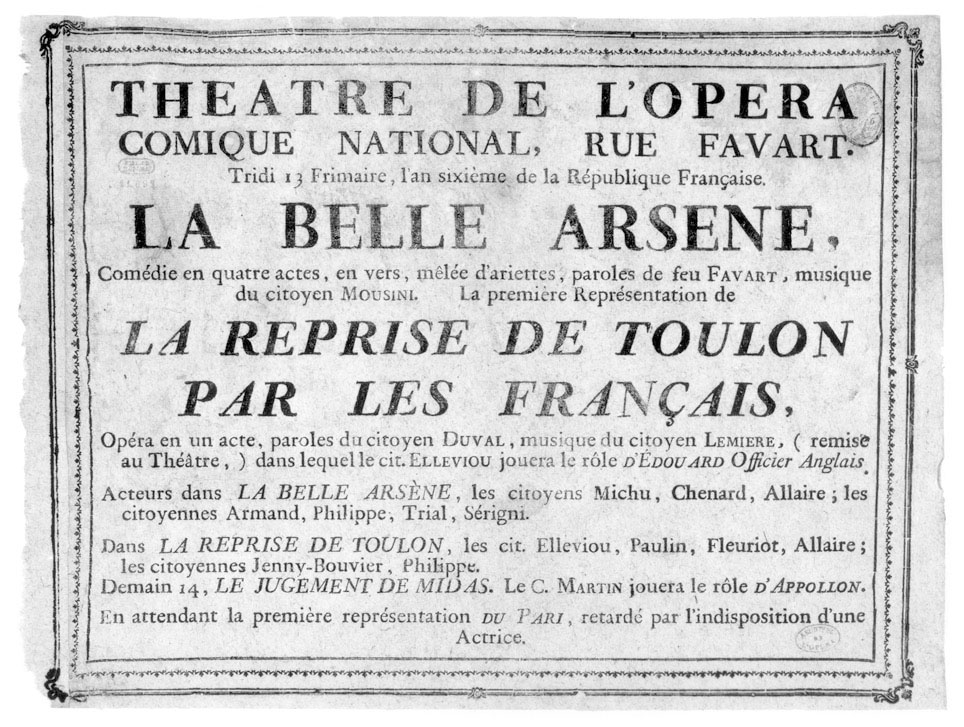 THEATRE DE L'OPERA
COMIQUE NATIONAL, RUE FAVART.
Tridi 13 Frimaire, l'an sixième de la République Française.
LA BELLE ARSENE,
Comédie en quatre actes, en vers, mêlée d'ariettes, paroles de feu FAVART, musique
du citoyen MOUSINI. La première Représentation de
LA REPRISE DE TOULON
PAR LES FRANÇAIS,
Opéra en un acte, paroles du citoyen DUVAL, musique du citoyen LEMIERE, ( remise
au Théâtre, ) dans lequel le cit. ELLEVIOU jouera le rôle D'ÉDOUARD Officier Anglais.
Acteurs dans LA BELLE ARSÈNE, les citoyens Michu, Chenard, Allaire ; les
citoyennes Armand, Philippe, Trial, Sérigni.
Dans LA REPRISE DE TOULON, les cit. Elleviou, Paulin, Fleuriot, Allaire ;
les citoyennes Jenny-Bouvier, Philippe.
Demain 14, LE JUGEMENT DE MIDAS. Le C. MARTIN jouera le rôle D'APPOLLON.
En attendant la première représentation DU PARI, retardé par l'indisposition d'une
Actrice.